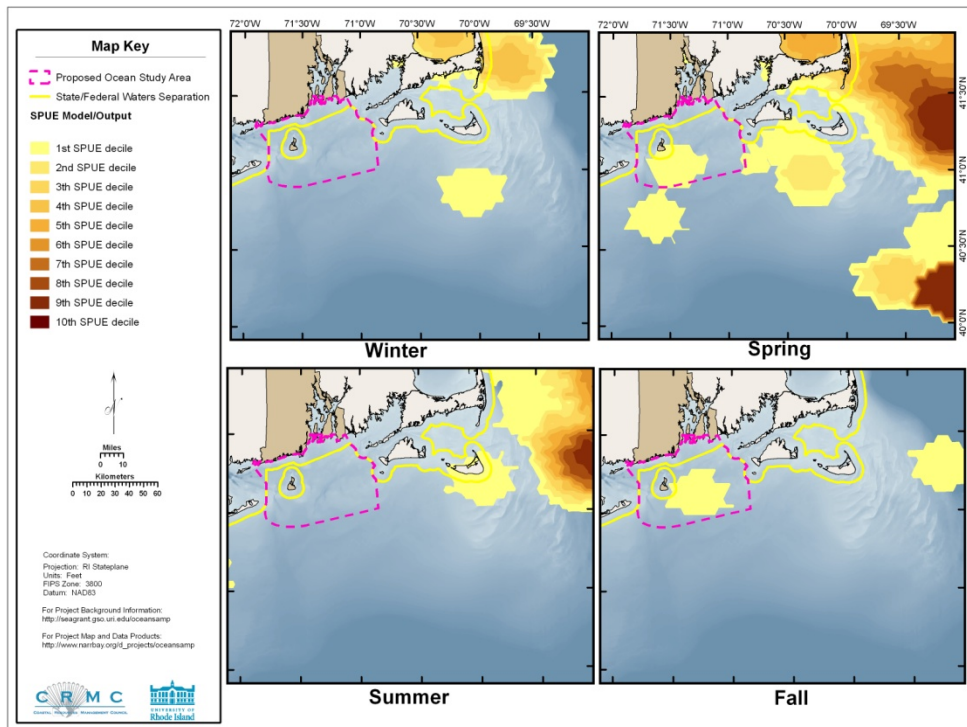 Map Key
Proposed Ocean Study Area
State/Federal Waters Separation
SPUE Model/Output
1st SPUE decile
2nd SPUE decile
3th SPUE decile
4th SPUE decile
5th SPUE decile
6th SPUE decile
7th SPUE decile
8th SPUE decile
9th SPUE decile
10th SPUE decile
N
Miles
0 10
Kilometers
0 10 20 30 40 50 60
Coordinate System:
Projection: RI Stateplane
Units: Feet
FIPS Zone: 3800
Datum: NAD83
For Project Background Information:
http://seagrant.gso.uri.edu/oceansamp
For Project Map and Data Products:
http://www.narrbay.org/d_projects/oceansamp
C R M C
COASTAL RESOURCES MANAGEMENT COUNCIL
UNIVERSITY OF
Rhode Island
72°0'W 71°30'W 71°0'W 70°30'W 70°0'W 69°30'W
72°0'W 71°30'W 71°0'W 70°30'W 70°0'W 69°30'W
41°30'N
41°0'N
40°30'N
40°0'N
Winter
Spring
Summer
Fall